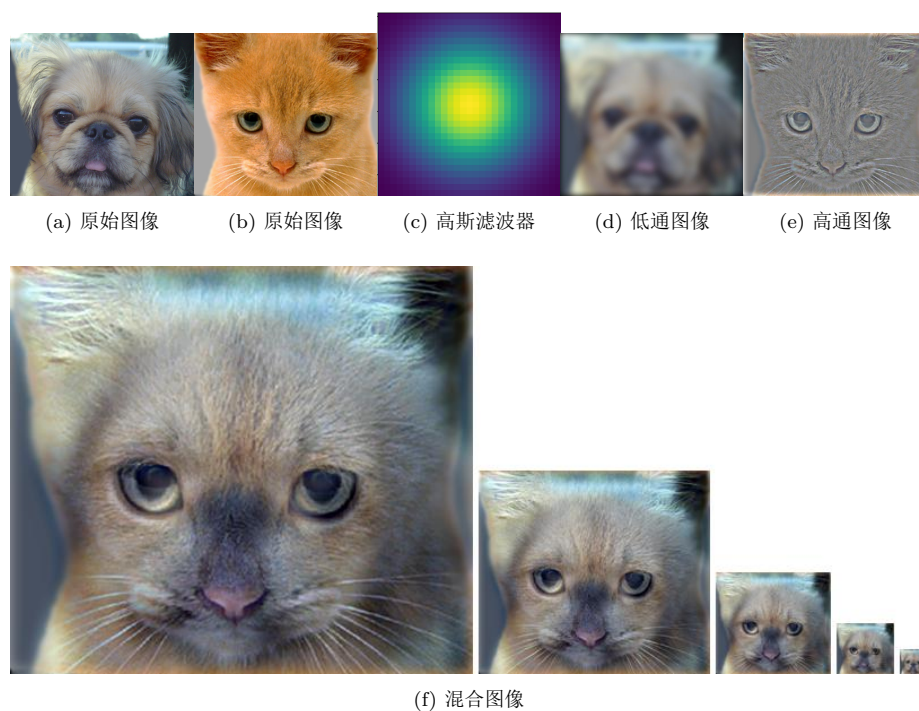 (a) 原始图像
(b) 原始图像
(c) 高斯滤波器
(d) 低通图像
(e) 高通图像
(f) 混合图像